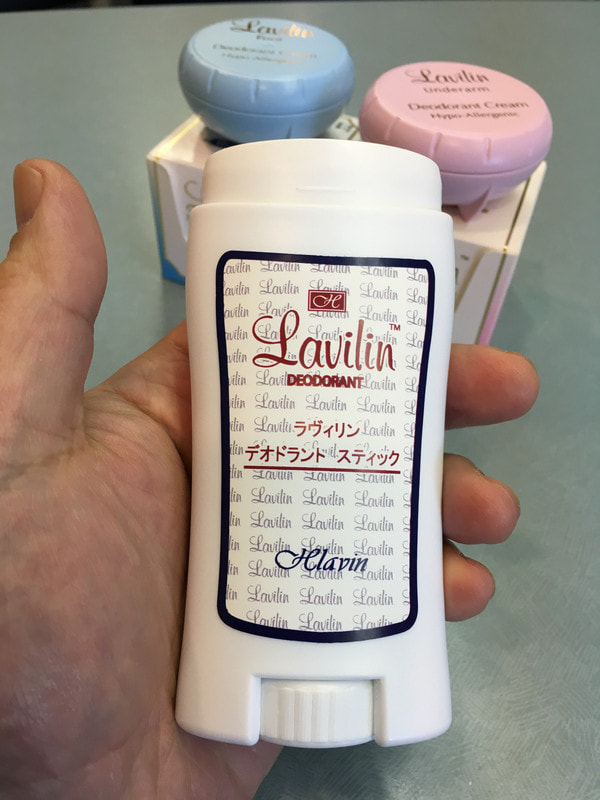 Lavilin
Foot
Deodorant Cream
Hypo-Allergenic
Lavilin
Underarm
Deodorant Cream
Hypo-Allergenic
H
Lavilin™
DEODORANT
ラヴィリン
デオドランド スティック
Hlavin